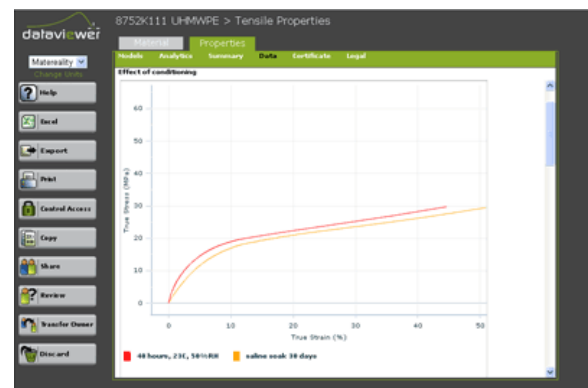 dataviewer
8752K111 UHMWPE > Tensile Properties
Material
Properties
Models Analytics Summary Data Certificate Legal
Matereality
Change Units
Help
Excel
Export
Print
Control Access
Copy
Share
Review
Transfer Owner
Discard
Effect of conditioning
True Stress (MPa)
60
50
40
30
20
10
0
0 10 20 30 40 50
True Strain (%)
40 hours, 23C, 50%RH saline soak 30 days